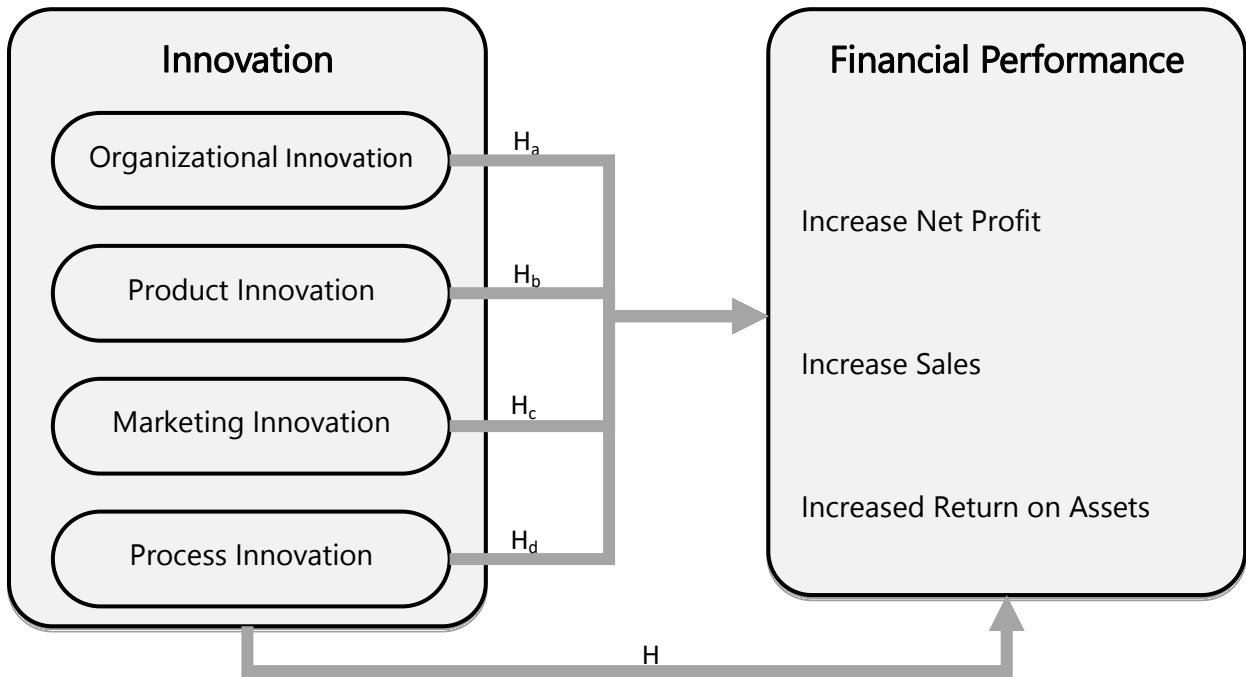 Innovation
Organizational Innovation
Product Innovation
Marketing Innovation
Process Innovation
Ha
Hb
Hc
Hd
H
Financial Performance
Increase Net Profit
Increase Sales
Increased Return on Assets